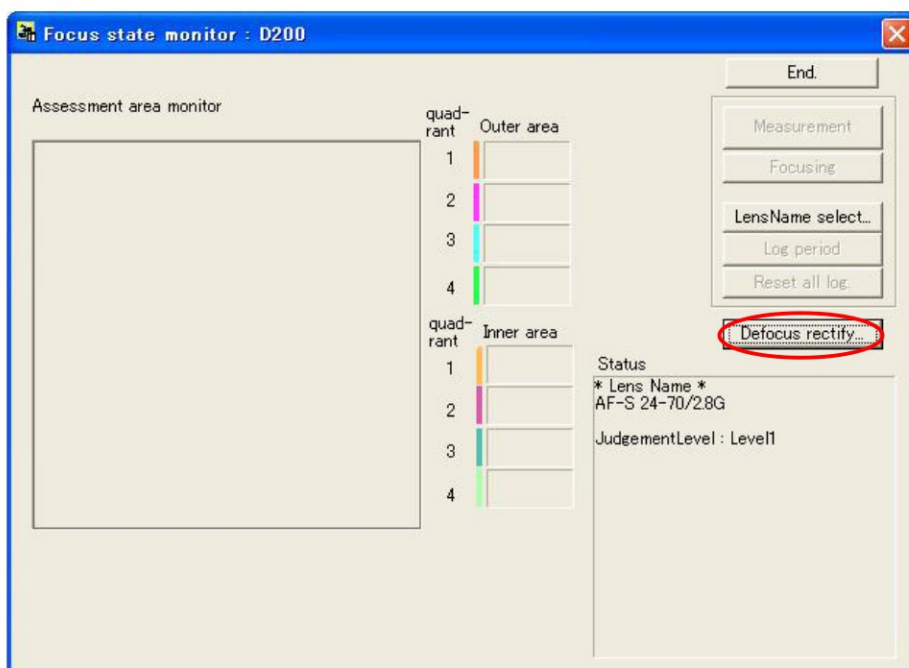 Focus state monitor : D200
End.
Assessment area monitor
quad-
rant
Outer area
1
2
3
4
Measurement
Focusing
LensName select...
Log period
Reset all log.
Defocus rectify...
quad-
rant
Inner area
1
2
3
4
Status
* Lens Name *
AF-S 24-70/2.8G
JudgementLevel : Level1